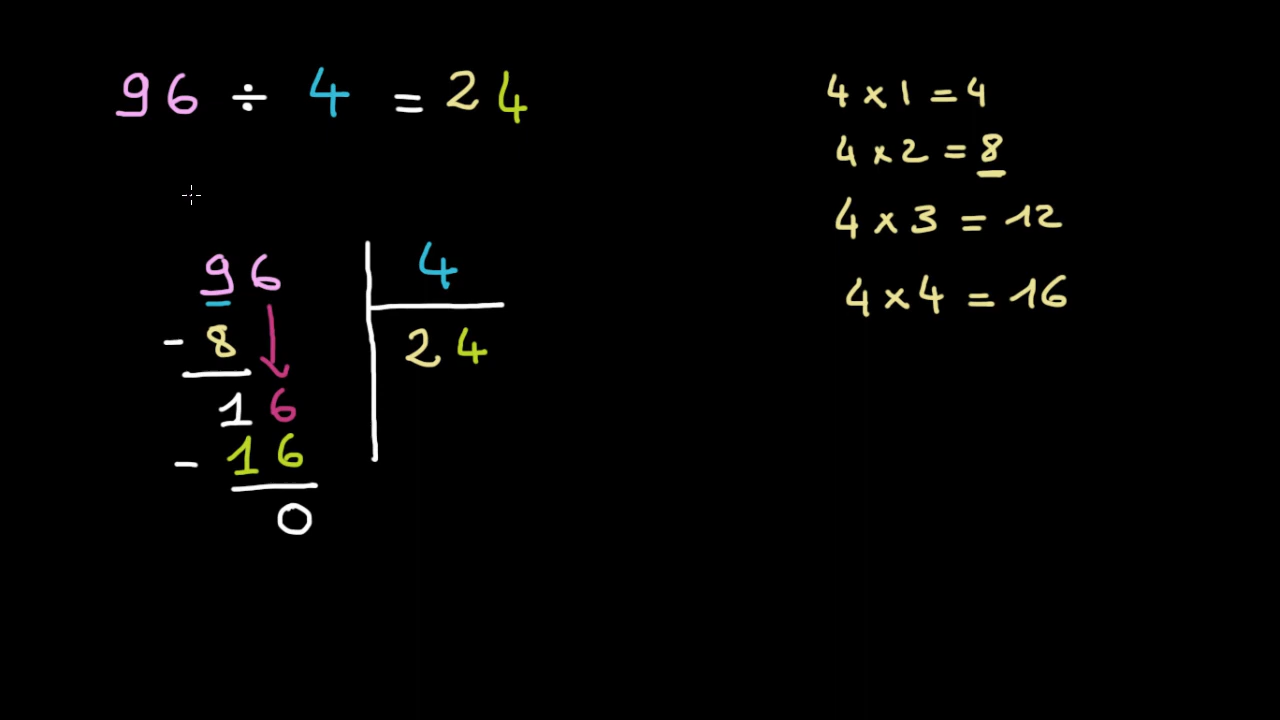 96 ÷ 4 = 24
96 | 4
- 8 | 24
16
- 16
0
4 x 1 = 4
4 x 2 = 8
4 x 3 = 12
4 x 4 = 16